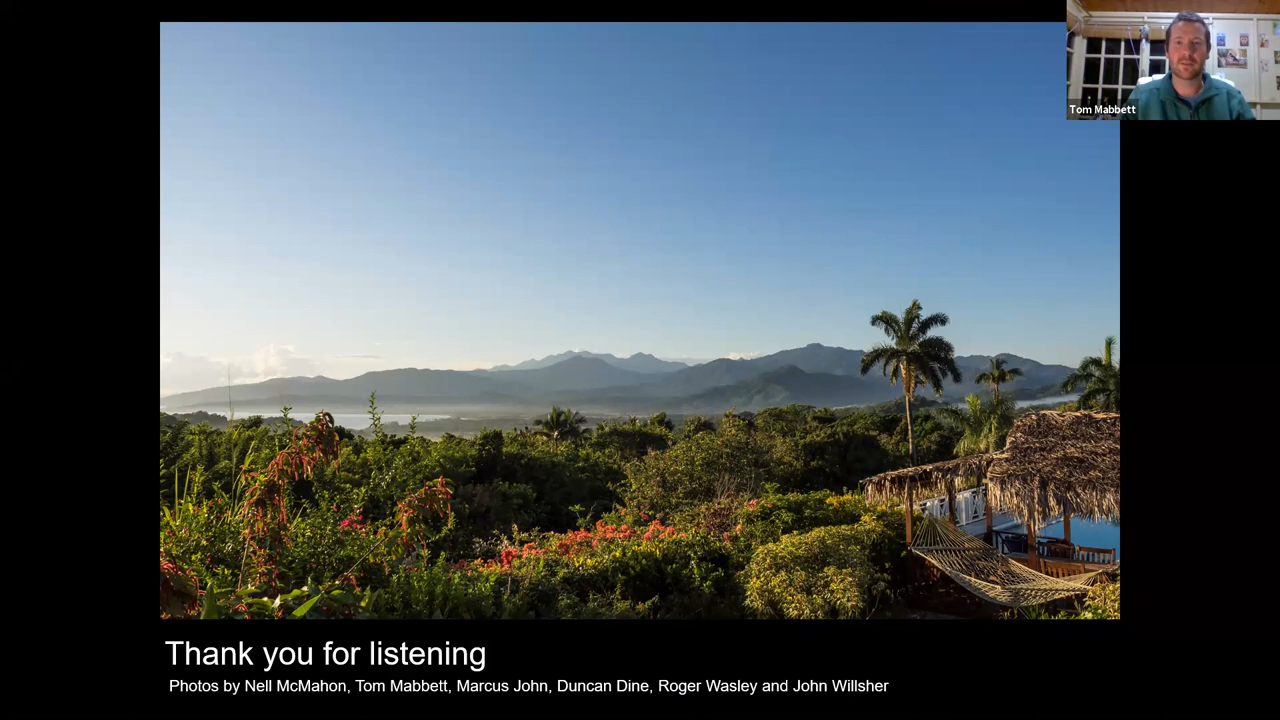 Tom Mabbett
Thank you for listening
Photos by Nell McMahon, Tom Mabbett, Marcus John, Duncan Dine, Roger Wasley and John Willsher